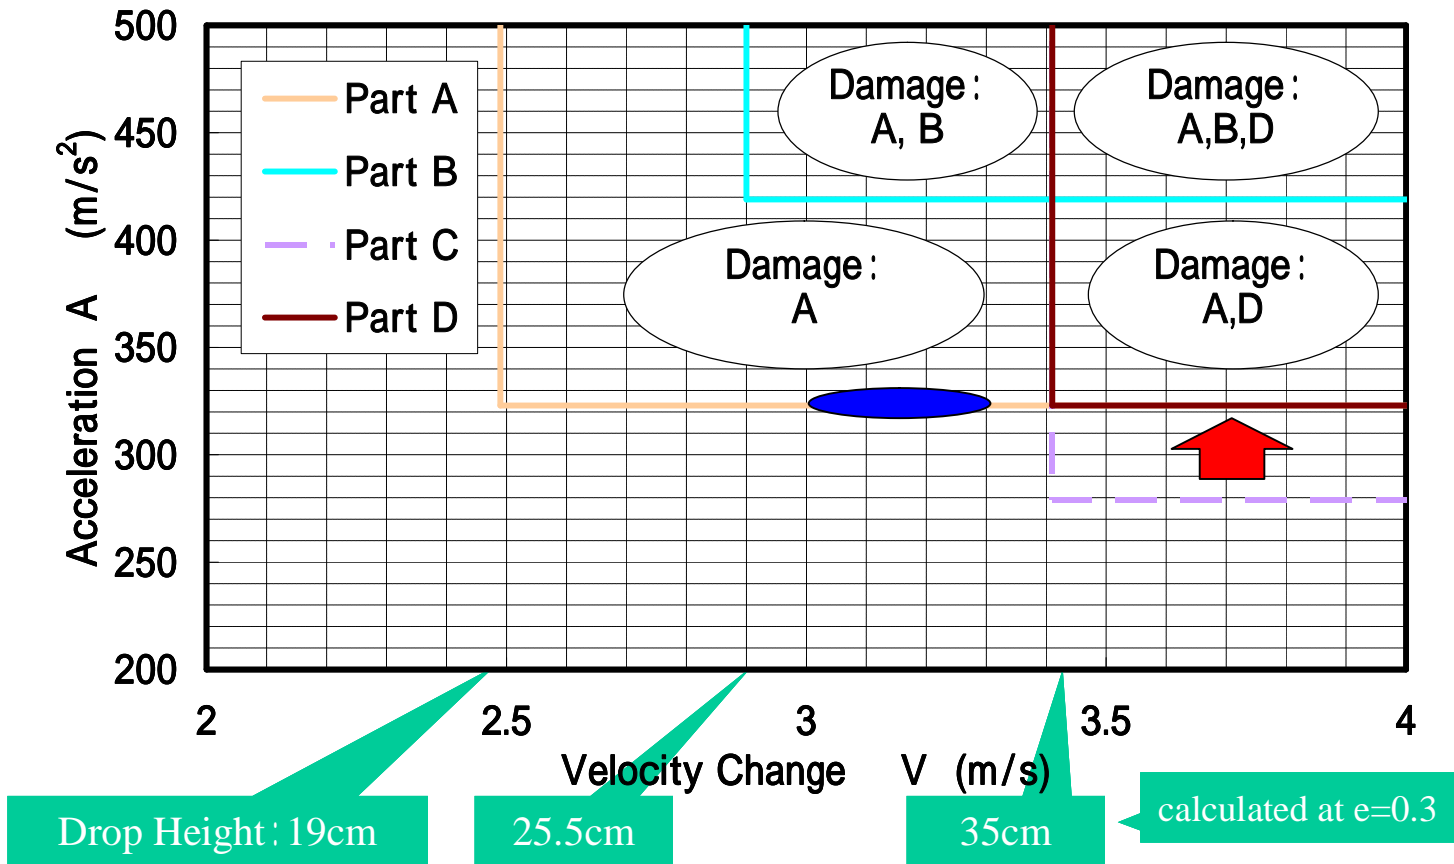 500
450
400
350
300
250
200
Acceleration A (m/s²)
Part A
Part B
Part C
Part D
Damage:
A, B
Damage:
A,B,D
Damage:
A
Damage:
A,D
2
2.5
3
3.5
4
Velocity Change V (m/s)
Drop Height: 19cm
25.5cm
35cm
calculated at e=0.3